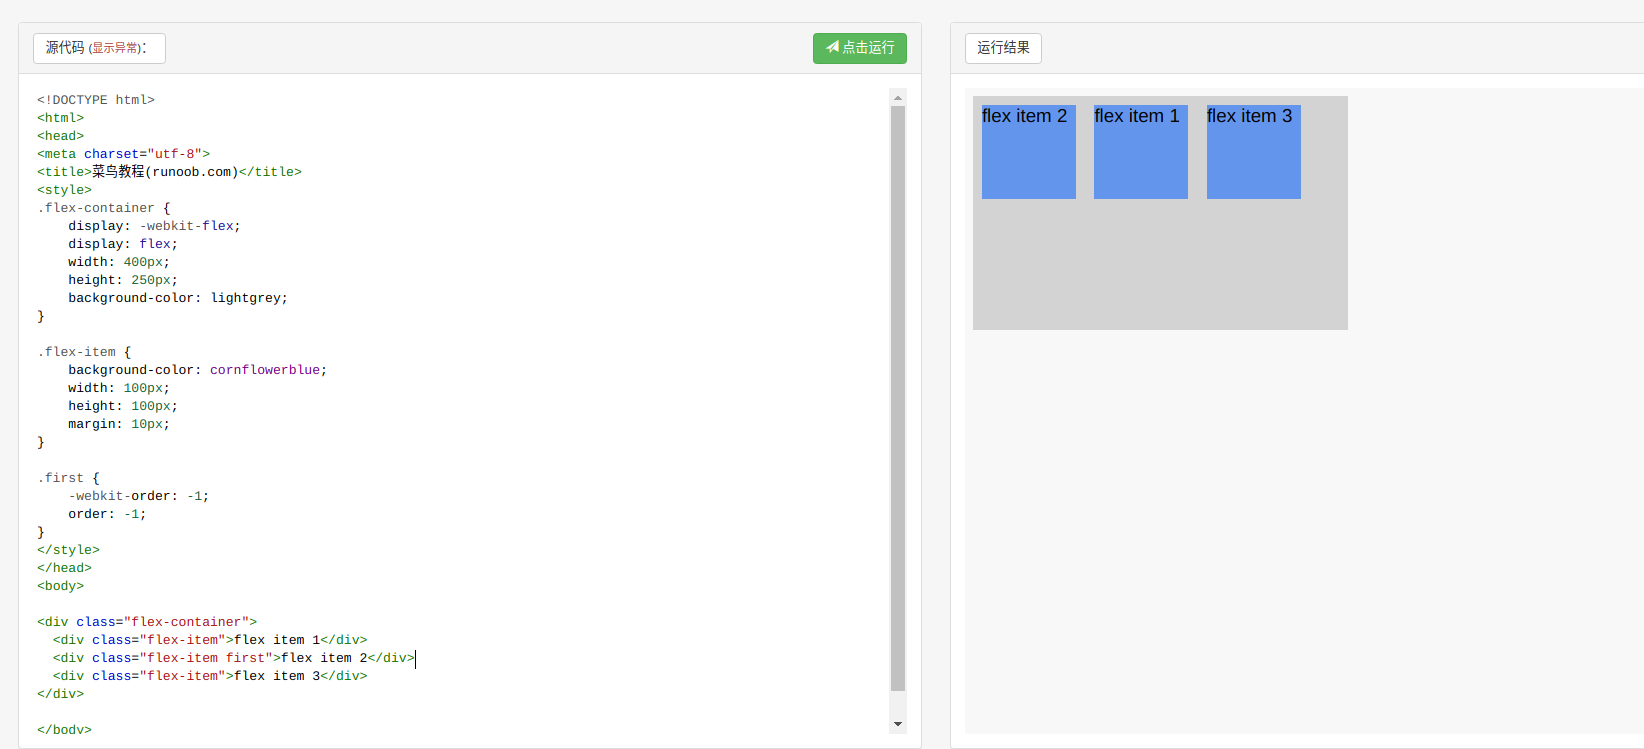 源代码 (显示异常)： 点击运行
<!DOCTYPE html>
<html>
<head>
<meta charset="utf-8">
<title>菜鸟教程(runoob.com)</title>
<style>
.flex-container {
    display: -webkit-flex;
    display: flex;
    width: 400px;
    height: 250px;
    background-color: lightgrey;
}

.flex-item {
    background-color: cornflowerblue;
    width: 100px;
    height: 100px;
    margin: 10px;
}

.first {
    -webkit-order: -1;
    order: -1;
}
</style>
</head>
<body>

<div class="flex-container">
  <div class="flex-item">flex item 1</div>
  <div class="flex-item first">flex item 2</div>
  <div class="flex-item">flex item 3</div>
</div>

</body>
运行结果
flex item 2 flex item 1 flex item 3